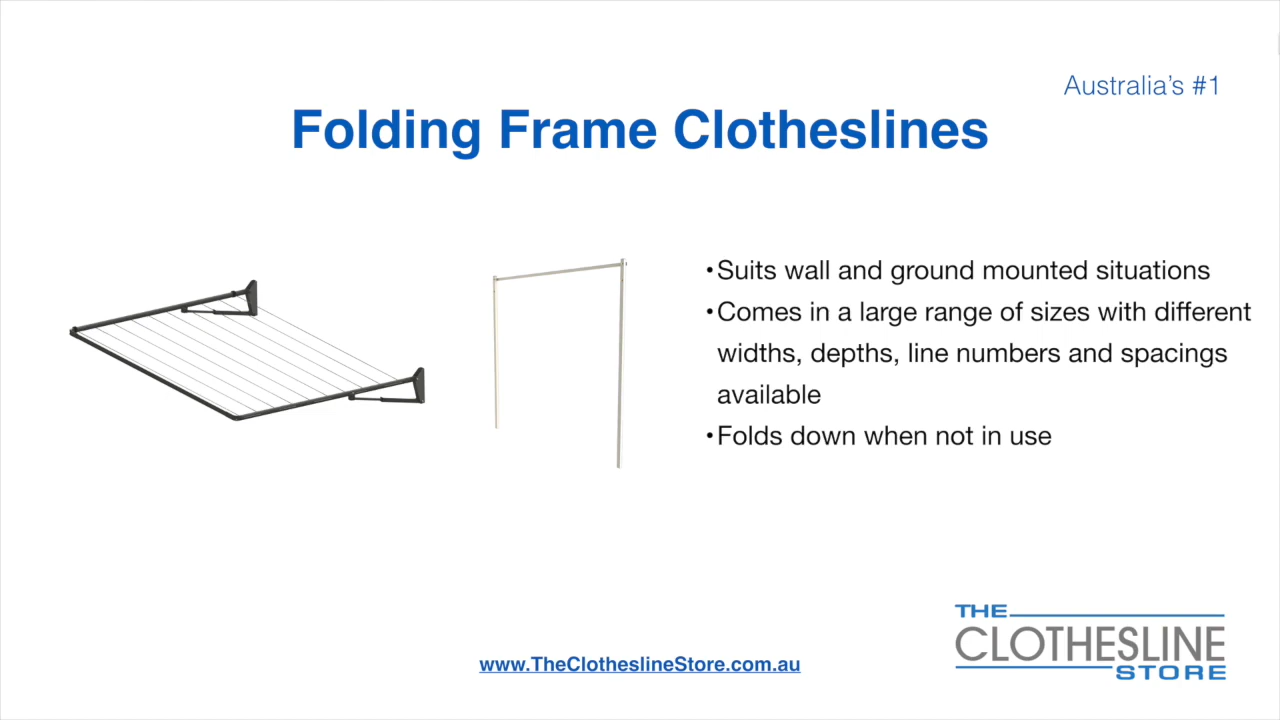 Australia's #1
Folding Frame Clotheslines
•Suits wall and ground mounted situations
•Comes in a large range of sizes with different
widths, depths, line numbers and spacings
available
•Folds down when not in use
THE
CLOTHESLINE
STORE
www.TheClotheslineStore.com.au